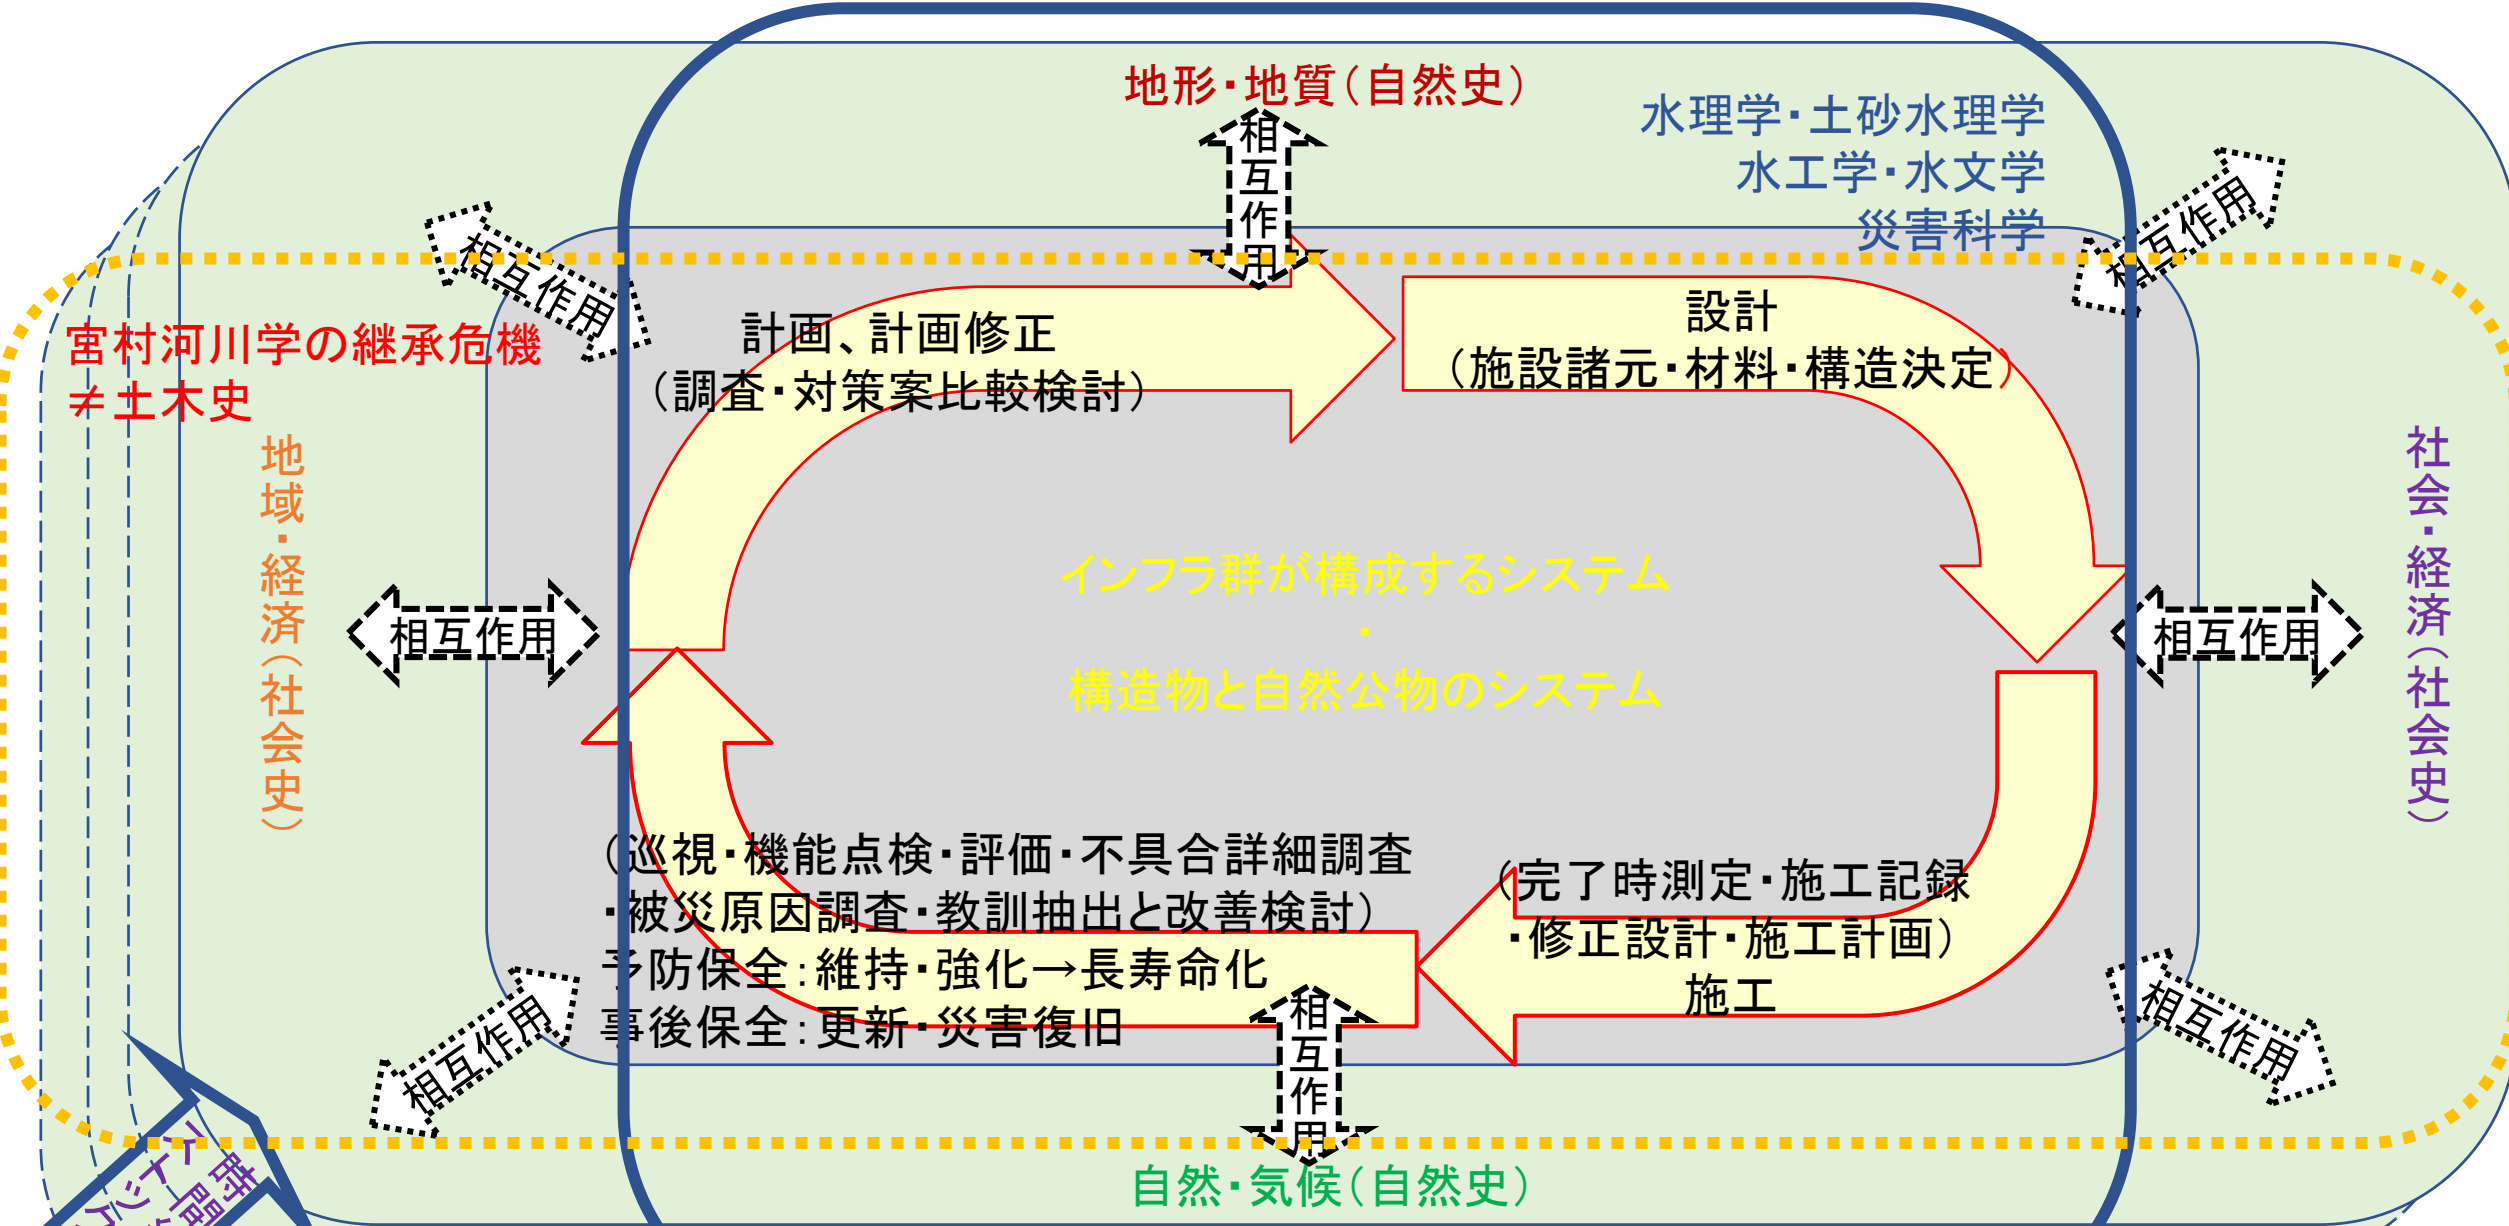 地形・地質（自然史）
水理学・土砂水理学
水工学・水文学
災害科学
相互作用
相互作用
相互作用
宮村河川学の継承危機
≠土木史
計画、計画修正
（調査・対策案比較検討）
設計
（施設諸元・材料・構造決定）
地域・経済（社会史）
社会・経済（社会史）
インフラ群が構成するシステム
・
構造物と自然公物のシステム
相互作用
相互作用
（巡視・機能点検・評価・不具合詳細調査
・被災原因調査・教訓抽出と改善検討）
予防保全：維持・強化→長寿命化
事後保全：更新・災害復旧
（完了時測定・施工記録
・修正設計・施工計画）
施工
相互作用
相互作用
相互作用
自然・気候（自然史）